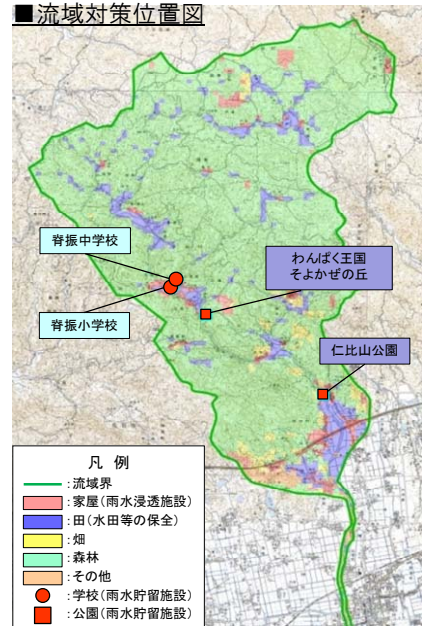 ■流域対策位置図
脊振中学校
わんぱく王国
そよかぜの丘
脊振小学校
仁比山公園
凡 例
:流域界
:家屋(雨水浸透施設)
:田(水田等の保全)
:畑
:森林
:その他
:学校(雨水貯留施設)
:公園(雨水貯留施設)